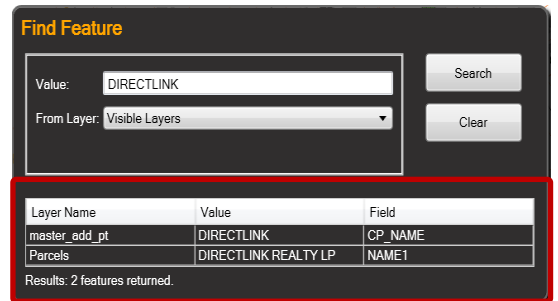 Find Feature
Value: DIRECTLINK Search
From Layer: Visible Layers Clear
Layer Name Value Field
master_add_pt DIRECTLINK CP_NAME
Parcels DIRECTLINK REALTY LP NAME1
Results: 2 features returned.